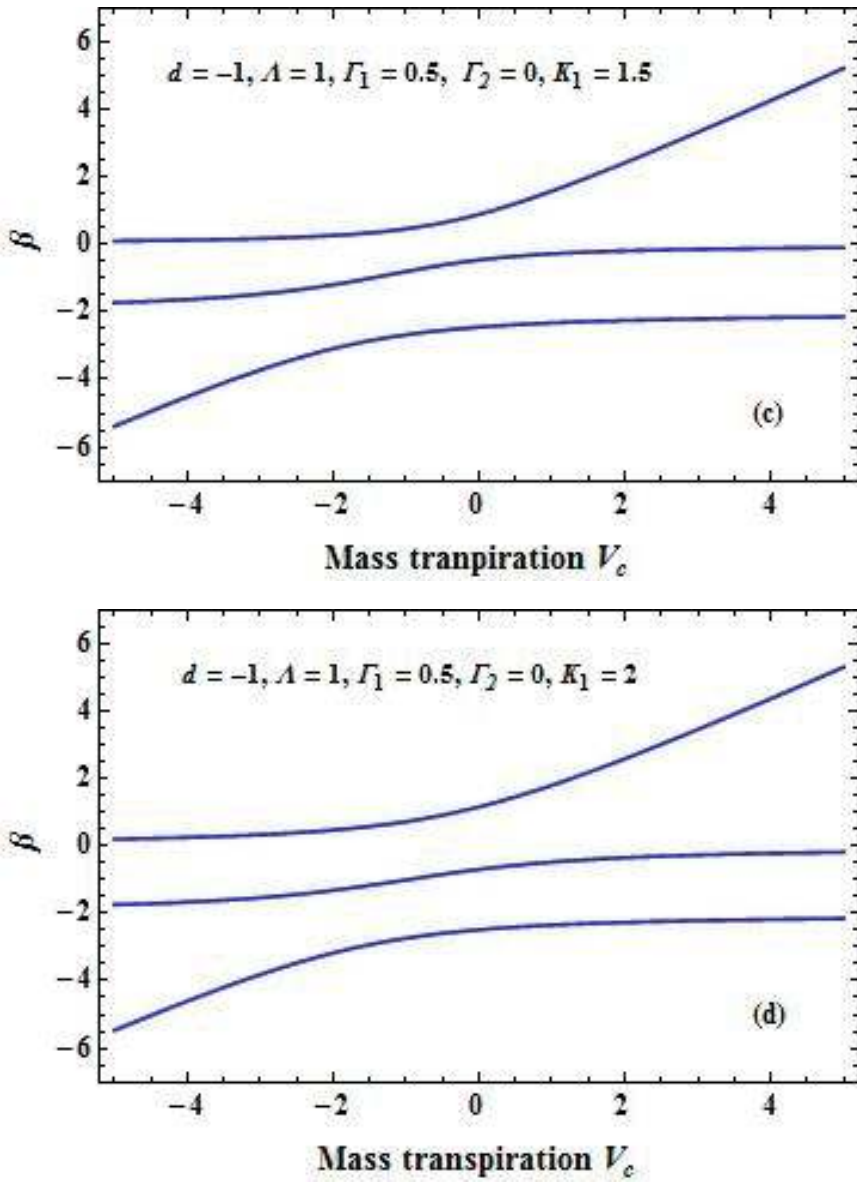 d = −1, Λ = 1, Γ1 = 0.5, Γ2 = 0, K1 = 1.5
6
4
2
0
−2
−4
−6
β
(c)
−4 −2 0 2 4
Mass tranpiration Vc
d = −1, Λ = 1, Γ1 = 0.5, Γ2 = 0, K1 = 2
6
4
2
0
−2
−4
−6
β
(d)
−4 −2 0 2 4
Mass transpiration Vc